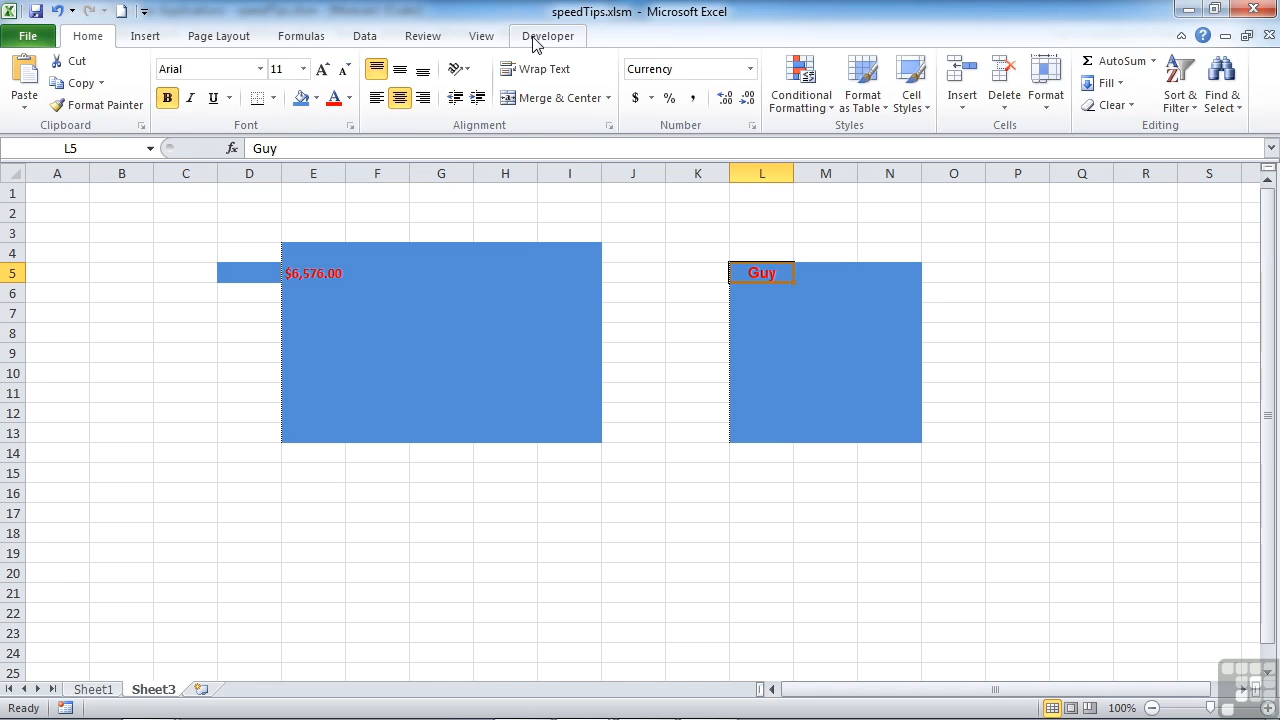 speedTips.xlsm - Microsoft Excel
File Home Insert Page Layout Formulas Data Review View Developer
Paste Cut Copy Format Painter Clipboard
Arial 11 B I U A A A Font
Wrap Text Merge & Center Alignment
Currency $ % , Number
Conditional Formatting Format as Table Cell Styles Styles
Insert Delete Format Cells
Σ AutoSum Fill Clear Sort & Filter Find & Select Editing
L5 fx Guy
A B C D E F G H I J K L M N O P Q R S
1
2
3
4
5 $6,576.00 Guy
6
7
8
9
10
11
12
13
14
15
16
17
18
19
20
21
22
23
24
25
Sheet1 Sheet3
Ready 100%